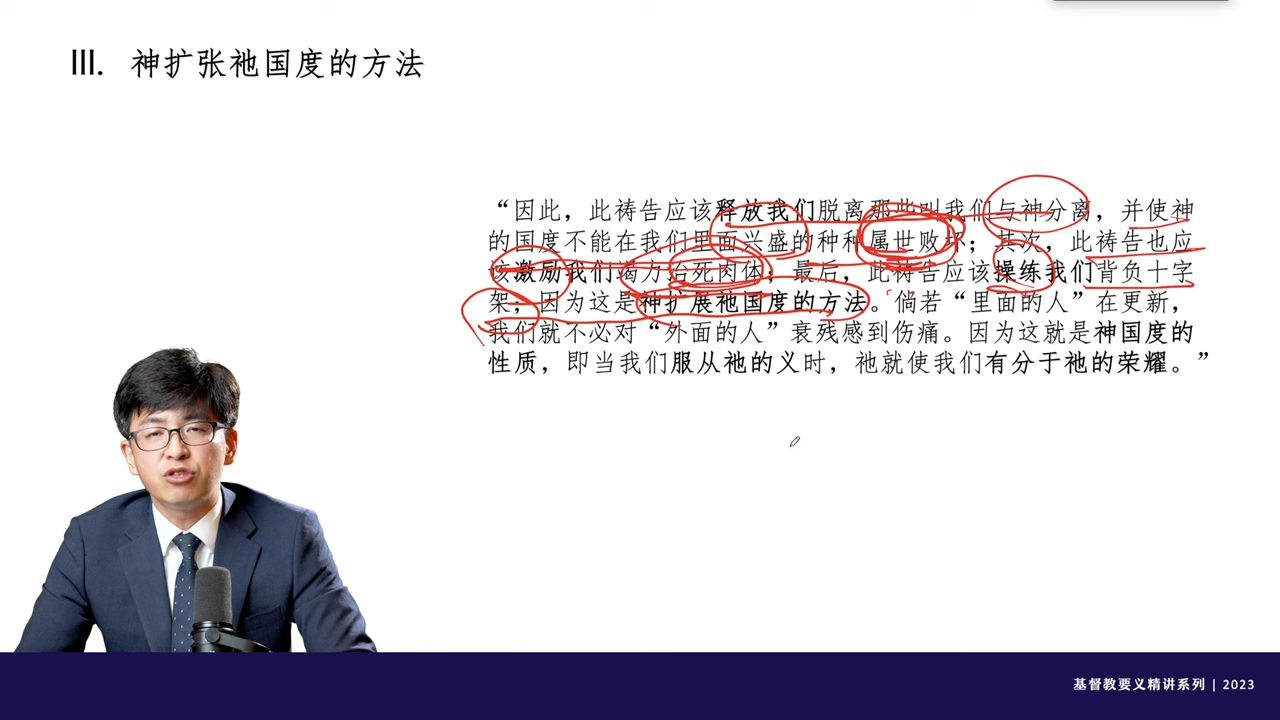 III. 神扩张祂国度的方法
“因此，此祷告应该释放我们脱离那些叫我们与神分离，并使神
的国度不能在我们里面兴盛的种种属世败坏；其次，此祷告也应
该激励我们竭力治死肉体；最后，此祷告应该操练我们背负十字
架；因为这是神扩展祂国度的方法。倘若“里面的人”在更新，
我们就不必对“外面的人”衰残感到伤痛。因为这就是神国度的
性质，即当我们服从祂的义时，祂就使我们有分于祂的荣耀。”
基督教要义精讲系列 | 2023